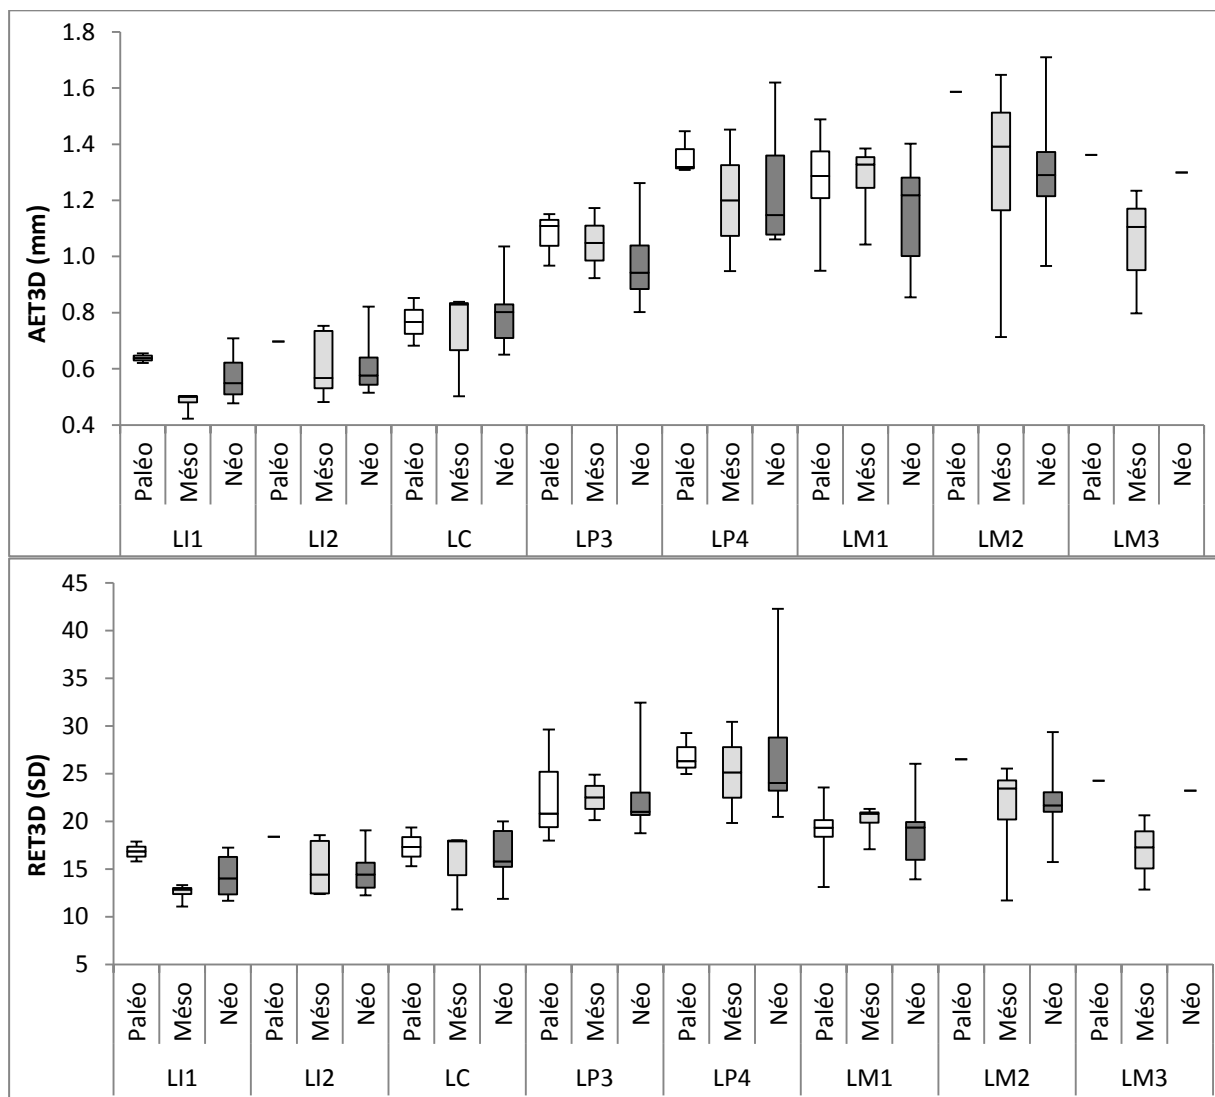 1.8
1.6
1.4
1.2
1.0
0.8
0.6
0.4
AET3D (mm)
Paléo Méso Néo Paléo Méso Néo Paléo Méso Néo Paléo Méso Néo Paléo Méso Néo Paléo Méso Néo Paléo Méso Néo Paléo Méso Néo
LI1 LI2 LC LP3 LP4 LM1 LM2 LM3
45
40
35
30
25
20
15
10
5
RET3D (SD)
Paléo Méso Néo Paléo Méso Néo Paléo Méso Néo Paléo Méso Néo Paléo Méso Néo Paléo Méso Néo Paléo Méso Néo Paléo Méso Néo
LI1 LI2 LC LP3 LP4 LM1 LM2 LM3